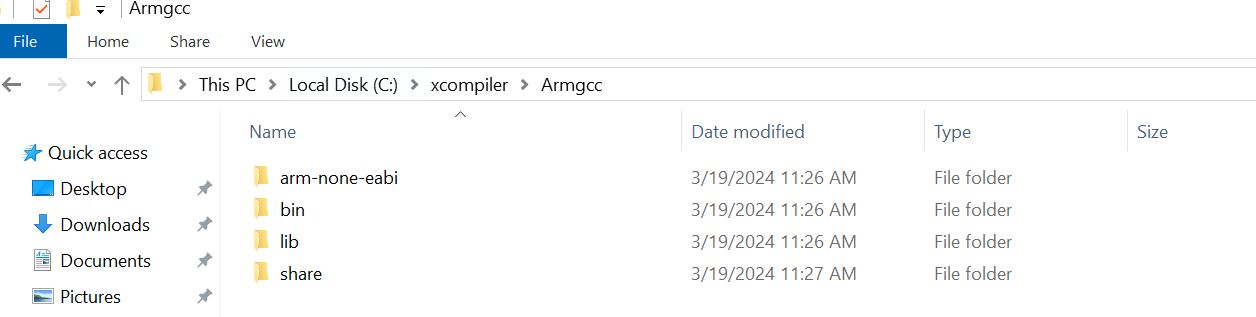 Armgcc
File Home Share View
This PC Local Disk (C:) xcompiler Armgcc
Name Date modified Type Size
Quick access
Desktop
Downloads
Documents
Pictures
arm-none-eabi 3/19/2024 11:26 AM File folder
bin 3/19/2024 11:26 AM File folder
lib 3/19/2024 11:26 AM File folder
share 3/19/2024 11:27 AM File folder